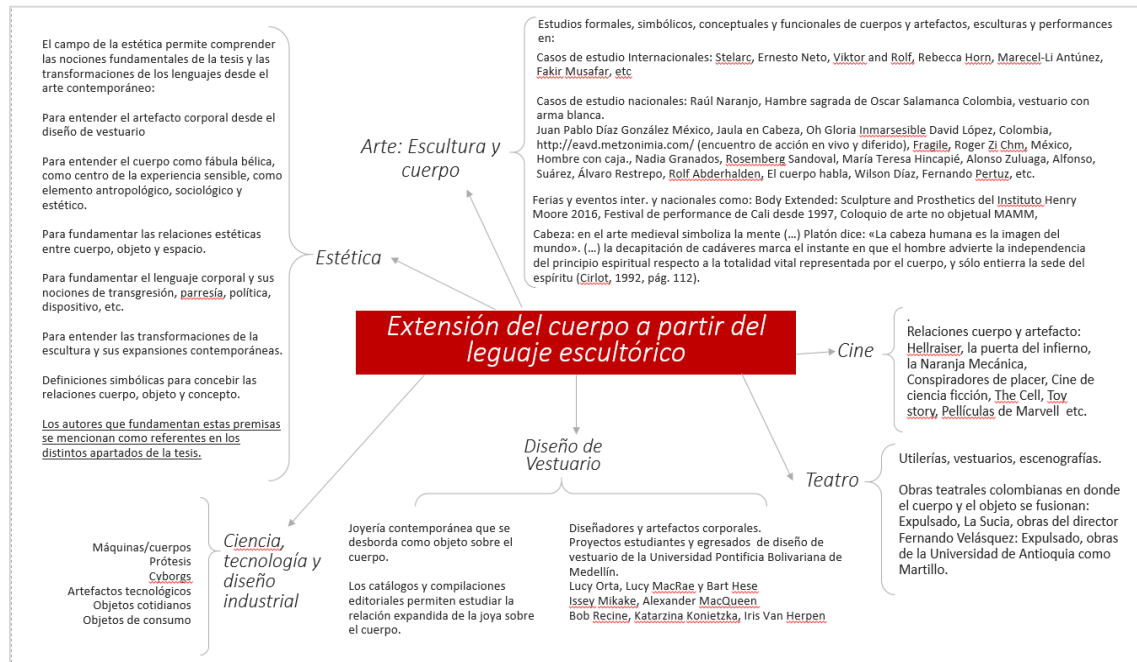 El campo de la estética permite comprender
las nociones fundamentales de la tesis y las
transformaciones de los lenguajes desde el
arte contemporáneo:
Para entender el artefacto corporal desde el
diseño de vestuario
Para entender el cuerpo como fábula bélica,
como centro de la experiencia sensible, como
elemento antropológico, sociológico y
estético.
Para fundamentar las relaciones estéticas
entre cuerpo, objeto y espacio.
Para fundamentar el lenguaje corporal y sus
nociones de transgresión, parresía, política,
dispositivo, etc.
Para entender las transformaciones de la
escultura y sus expansiones contemporáneas.
Definiciones simbólicas para concebir las
relaciones cuerpo, objeto y concepto.
Los autores que fundamentan estas premisas
se mencionan como referentes en los
distintos apartados de la tesis.
Estética
Arte: Escultura y
cuerpo
Estudios formales, simbólicos, conceptuales y funcionales de cuerpos y artefactos, esculturas y performances
en:
Casos de estudio Internacionales: Stelarc, Ernesto Neto, Viktor and Rolf, Rebecca Horn, Marecel-Li Antúnez,
Fakir Musafar, etc
Casos de estudio nacionales: Raúl Naranjo, Hambre sagrada de Oscar Salamanca Colombia, vestuario con
arma blanca.
Juan Pablo Díaz González México, Jaula en Cabeza, Oh Gloria Inmarsesible David López, Colombia,
http://eavd.metzonimia.com/ (encuentro de acción en vivo y diferido), Fragile, Roger Zi Chm, México,
Hombre con caja., Nadia Granados, Rosemberg Sandoval, María Teresa Hincapié, Alonso Zuluaga, Alfonso,
Suárez, Álvaro Restrepo, Rolf Abderhalden, El cuerpo habla, Wilson Díaz, Fernando Pertuz, etc.
Ferias y eventos inter. y nacionales como: Body Extended: Sculpture and Prosthetics del Instituto Henry
Moore 2016, Festival de performance de Cali desde 1997, Coloquio de arte no objetual MAMM,
Cabeza: en el arte medieval simboliza la mente (...) Platón dice: «La cabeza humana es la imagen del
mundo». (...) la decapitación de cadáveres marca el instante en que el hombre advierte la independencia
del principio espiritual respecto a la totalidad vital representada por el cuerpo, y sólo entierra la sede del
espíritu (Cirlot, 1992, pág. 112).
Extensión del cuerpo a partir del
leguaje escultórico
Cine
.
Relaciones cuerpo y artefacto:
Hellraiser, la puerta del infierno,
la Naranja Mecánica,
Conspiradores de placer, Cine de
ciencia ficción, The Cell, Toy
story, Pellículas de Marvell etc.
Teatro
Utilerías, vestuarios, escenografías.
Obras teatrales colombianas en donde
el cuerpo y el objeto se fusionan:
Expulsado, La Sucia, obras del director
Fernando Velásquez: Expulsado, obras
de la Universidad de Antioquia como
Martillo.
Diseño de
Vestuario
Joyería contemporánea que se
desborda como objeto sobre el
cuerpo.
Los catálogos y compilaciones
editoriales permiten estudiar la
relación expandida de la joya sobre
el cuerpo.
Diseñadores y artefactos corporales.
Proyectos estudiantes y egresados de diseño de
vestuario de la Universidad Pontificia Bolivariana de
Medellín.
Lucy Orta, Lucy MacRae y Bart Hese
Issey Mikake, Alexander MacQueen
Bob Recine, Katarzina Konietzka, Iris Van Herpen
Ciencia,
tecnología y
diseño
industrial
Máquinas/cuerpos
Prótesis
Cyborgs
Artefactos tecnológicos
Objetos cotidianos
Objetos de consumo